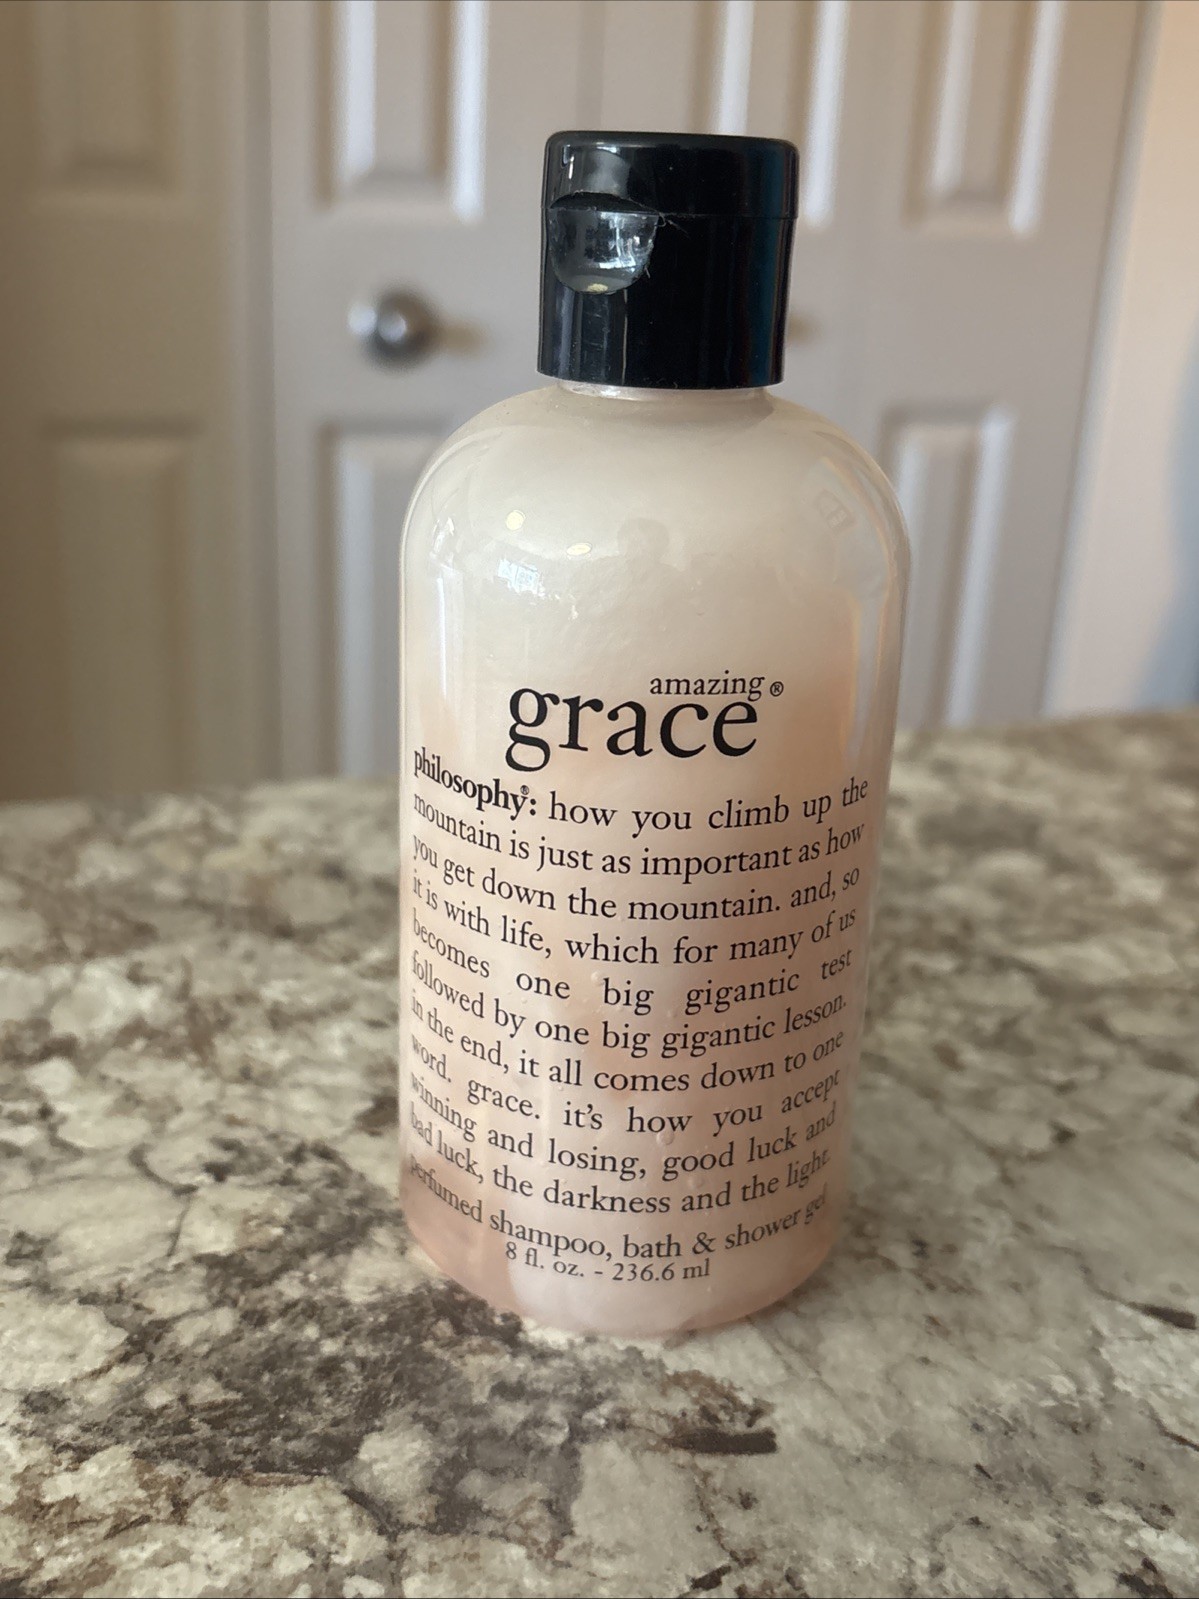 amazing®
grace
philosophy®: how you climb up the
mountain is just as important as how
you get down the mountain. and, so
it is with life, which for many of us
becomes one big gigantic test
followed by one big gigantic lesson.
in the end, it all comes down to one
word. grace. it's how you accept
winning and losing, good luck and
bad luck, the darkness and the light.
perfumed shampoo, bath & shower gel
8 fl. oz. - 236.6 ml